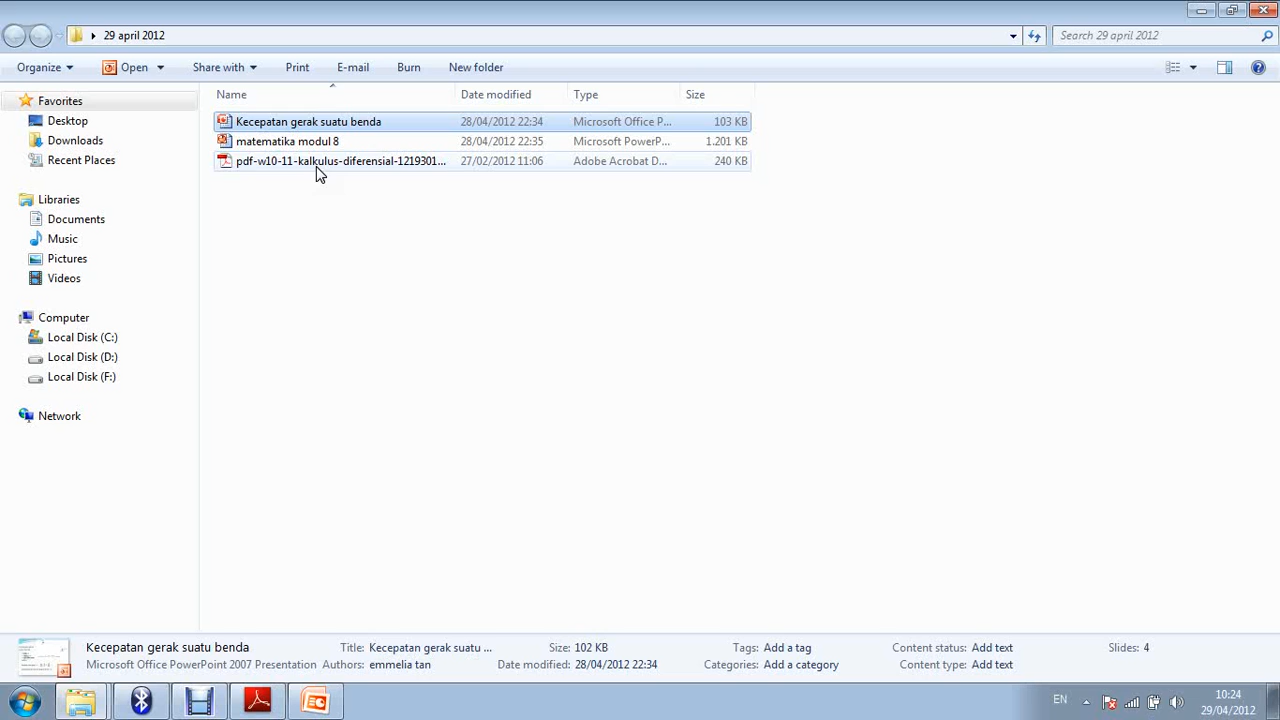 29 april 2012
Search 29 april 2012
Organize
Open
Share with
Print
E-mail
Burn
New folder
Favorites
Desktop
Downloads
Recent Places
Libraries
Documents
Music
Pictures
Videos
Computer
Local Disk (C:)
Local Disk (D:)
Local Disk (F:)
Network
Name Date modified Type Size
Kecepatan gerak suatu benda 28/04/2012 22:34 Microsoft Office P... 103 KB
matematika modul 8 28/04/2012 22:35 Microsoft PowerP... 1.201 KB
pdf-w10-11-kalkulus-diferensial-1219301... 27/02/2012 11:06 Adobe Acrobat D... 240 KB
Kecepatan gerak suatu benda Title: Kecepatan gerak suatu ... Size: 102 KB Tags: Add a tag Content status: Add text Slides: 4
Microsoft Office PowerPoint 2007 Presentation Authors: emmelia tan Date modified: 28/04/2012 22:34 Categories: Add a category Content type: Add text
EN
10:24
29/04/2012